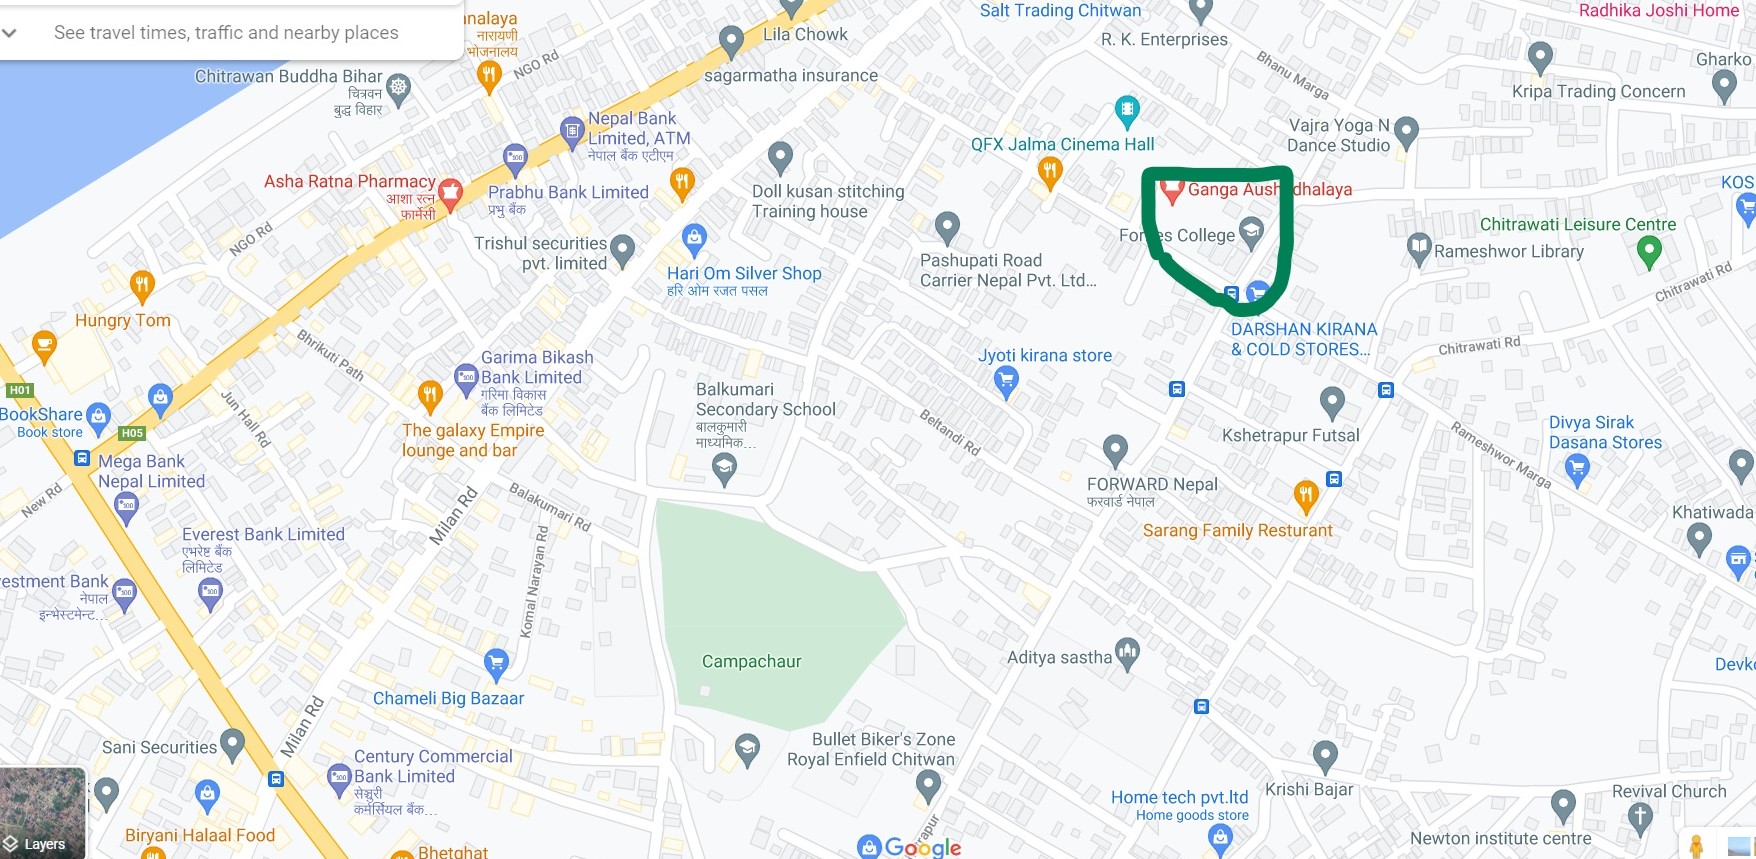 See travel times, traffic and nearby places
नारायणी
भोजनालय
NGO Rd
Lila Chowk
Salt Trading Chitwan
R. K. Enterprises
Radhika Joshi Home
Chitrawan Buddha Bihar
चित्रवन
बुद्ध विहार
sagarmatha insurance
Bhanu Marga
Kripa Trading Concern
Gharko
Nepal Bank
Limited, ATM
नेपाल बैंक एटीएम
QFX Jalma Cinema Hall
Vajra Yoga N
Dance Studio
Asha Ratna Pharmacy
आशा रत्न
फार्मेसी
Prabhu Bank Limited
प्रभु बैंक
Doll kusan stitching
Training house
Ganga Aushadhalaya
KOS
NGO Rd
Trishul securities
pvt. limited
Forbes College
Chitrawati Leisure Centre
Rameshwor Library
Hari Om Silver Shop
हरि ओम रजत पसल
Pashupati Road
Carrier Nepal Pvt. Ltd...
Chitrawati Rd
Hungry Tom
DARSHAN KIRANA
& COLD STORES...
Chitrawati Rd
Bhrikuti Path
Garima Bikash
Bank Limited
गरिमा विकास
बैंक लिमिटेड
Jyoti kirana store
H01
Balkumari
Secondary School
बालकुमारी
माध्यमिक...
BookShare
Book store
H05
Jun Hall Rd
The galaxy Empire
lounge and bar
Beltandi Rd
Kshetrapur Futsal
Divya Sirak
Dasana Stores
Rameshwor Marga
Mega Bank
Nepal Limited
New Rd
Milan Rd
Balakumari Rd
FORWARD Nepal
फरवार्ड नेपाल
Sarang Family Resturant
Khatiwada
Everest Bank Limited
एभरेष्ट बैंक
लिमिटेड
Komal Narayan Rd
vestment Bank
नेपाल
इन्भेस्टमेन्ट...
Campachaur
Aditya sastha
Devko
Chameli Big Bazaar
Milan Rd
Sani Securities
Century Commercial
Bank Limited
सेञ्चुरी
कमेर्सियल बैंक...
Bullet Biker's Zone
Royal Enfield Chitwan
Krishi Bajar
Home tech pvt.ltd
Home goods store
Revival Church
Newton institute centre
Biryani Halaal Food
Layers
Bhetghat
Google